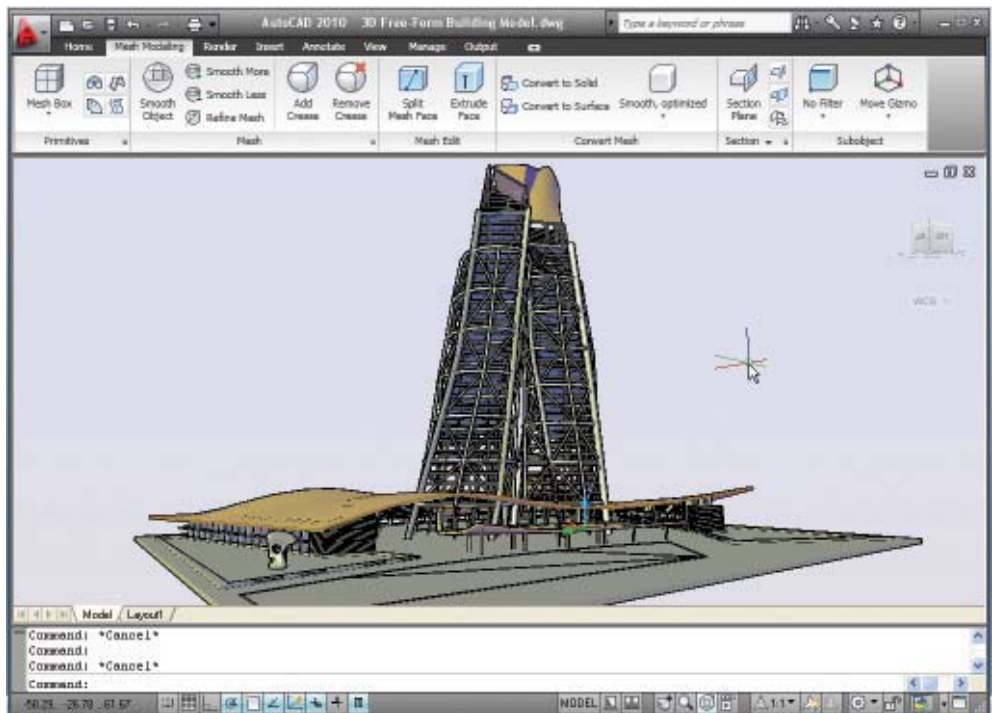 AutoCAD 2010 3D Free-Form Building Model.dwg Type a keyword or phrase
Home Mesh Modeling Render Insert Annotate View Manage Output
Mesh Box
Smooth Object
Smooth More
Smooth Less
Refine Mesh
Add Crease
Remove Crease
Split Mesh Face
Extrude Face
Convert to Solid
Convert to Surface
Smooth, optimized
Section Plane
No Filter
Move Gizmo
Primitives Mesh Mesh Edit Convert Mesh Section Subobject
WCS
Model Layout1
Command: *Cancel*
Command:
Command: *Cancel*
Command:
MODEL 1:1